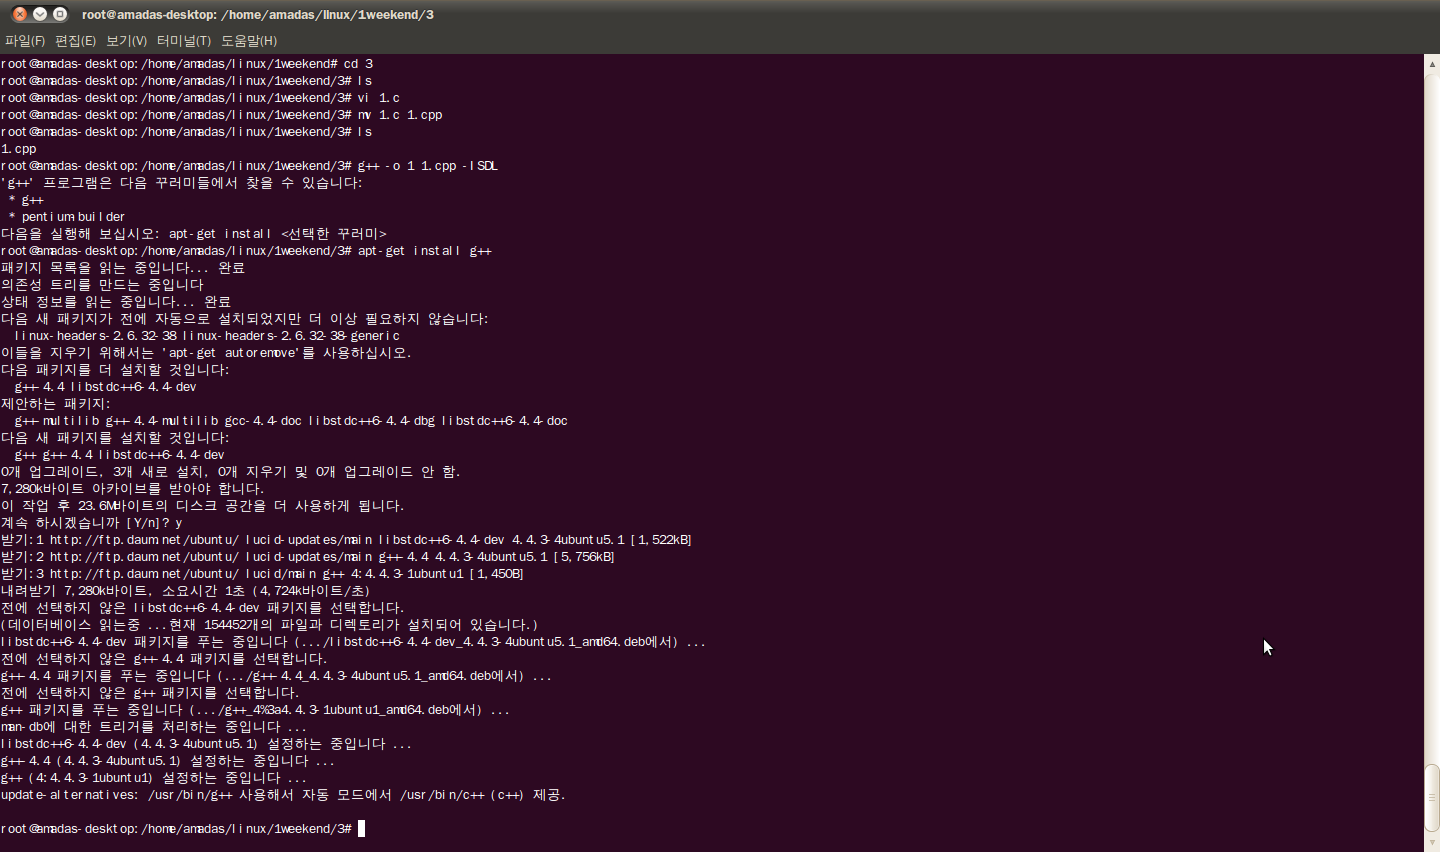 root@amadas-desktop: /home/amadas/linux/1weekend/3
파일(F) 편집(E) 보기(V) 터미널(T) 도움말(H)
root@amadas-desktop:/home/amadas/linux/1weekend# cd 3
root@amadas-desktop:/home/amadas/linux/1weekend/3# ls
root@amadas-desktop:/home/amadas/linux/1weekend/3# vi 1.c
root@amadas-desktop:/home/amadas/linux/1weekend/3# mv 1.c 1.cpp
root@amadas-desktop:/home/amadas/linux/1weekend/3# ls
1.cpp
root@amadas-desktop:/home/amadas/linux/1weekend/3# g++ -o 1 1.cpp -lSDL
'g++' 프로그램은 다음 꾸러미들에서 찾을 수 있습니다:
 * g++
 * pentium-builder
다음을 실행해 보십시오: apt-get install <선택한 꾸러미>
root@amadas-desktop:/home/amadas/linux/1weekend/3# apt-get install g++
패키지 목록을 읽는 중입니다... 완료
의존성 트리를 만드는 중입니다
상태 정보를 읽는 중입니다... 완료
다음 새 패키지가 전에 자동으로 설치되었지만 더 이상 필요하지 않습니다:
  linux-headers-2.6.32-38 linux-headers-2.6.32-38-generic
이들을 지우기 위해서는 'apt-get autoremove'를 사용하십시오.
다음 패키지를 더 설치할 것입니다:
  g++-4.4 libstdc++6-4.4-dev
제안하는 패키지:
  g++-multilib g++-4.4-multilib gcc-4.4-doc libstdc++6-4.4-dbg libstdc++6-4.4-doc
다음 새 패키지를 설치할 것입니다:
  g++ g++-4.4 libstdc++6-4.4-dev
0개 업그레이드, 3개 새로 설치, 0개 지우기 및 0개 업그레이드 안 함.
7,280k바이트 아카이브를 받아야 합니다.
이 작업 후 23.6M바이트의 디스크 공간을 더 사용하게 됩니다.
계속 하시겠습니까 [Y/n]? y
받기:1 http://ftp.daum.net/ubuntu/ lucid-updates/main libstdc++6-4.4-dev 4.4.3-4ubuntu5.1 [1,522kB]
받기:2 http://ftp.daum.net/ubuntu/ lucid-updates/main g++-4.4 4.4.3-4ubuntu5.1 [5,756kB]
받기:3 http://ftp.daum.net/ubuntu/ lucid/main g++ 4:4.4.3-1ubuntu1 [1,450B]
내려받기 7,280k바이트, 소요시간 1초 (4,724k바이트/초)
전에 선택하지 않은 libstdc++6-4.4-dev 패키지를 선택합니다.
(데이터베이스 읽는중 ...현재 154452개의 파일과 디렉토리가 설치되어 있습니다.)
libstdc++6-4.4-dev 패키지를 푸는 중입니다 (.../libstdc++6-4.4-dev_4.4.3-4ubuntu5.1_amd64.deb에서) ...
전에 선택하지 않은 g++-4.4 패키지를 선택합니다.
g++-4.4 패키지를 푸는 중입니다 (.../g++-4.4_4.4.3-4ubuntu5.1_amd64.deb에서) ...
전에 선택하지 않은 g++ 패키지를 선택합니다.
g++ 패키지를 푸는 중입니다 (.../g++_4%3a4.4.3-1ubuntu1_amd64.deb에서) ...
man-db에 대한 트리거를 처리하는 중입니다 ...
libstdc++6-4.4-dev (4.4.3-4ubuntu5.1) 설정하는 중입니다 ...
g++-4.4 (4.4.3-4ubuntu5.1) 설정하는 중입니다 ...
g++ (4:4.4.3-1ubuntu1) 설정하는 중입니다 ...
update-alternatives: /usr/bin/g++ 사용해서 자동 모드에서 /usr/bin/c++ (c++) 제공.
root@amadas-desktop:/home/amadas/linux/1weekend/3#